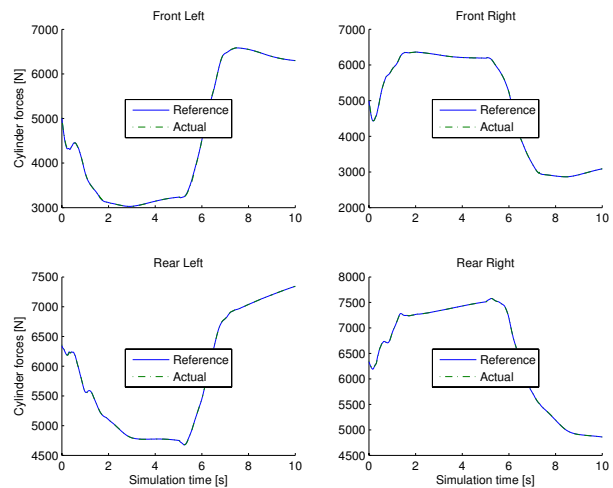 Front Left
Front Right
Cylinder forces [N]
7000
6000
5000
4000
3000
0 2 4 6 8 10
Reference
Actual
7000
6000
5000
4000
3000
2000
0 2 4 6 8 10
Reference
Actual
Rear Left
Rear Right
Cylinder forces [N]
7500
7000
6500
6000
5500
5000
4500
0 2 4 6 8 10
Simulation time [s]
Reference
Actual
8000
7500
7000
6500
6000
5500
5000
4500
0 2 4 6 8 10
Simulation time [s]
Reference
Actual